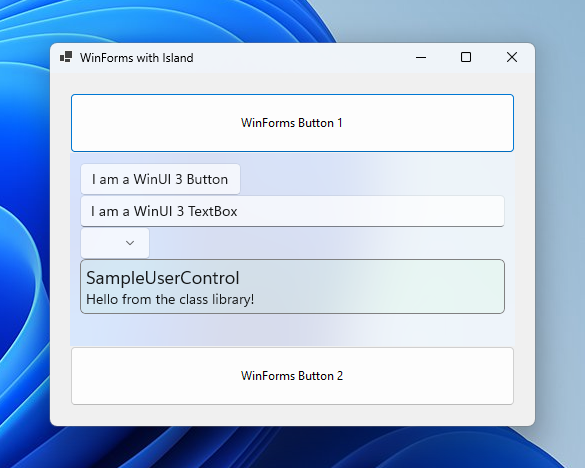 WinForms with Island
WinForms Button 1
I am a WinUI 3 Button
I am a WinUI 3 TextBox
SampleUserControl
Hello from the class library!
WinForms Button 2